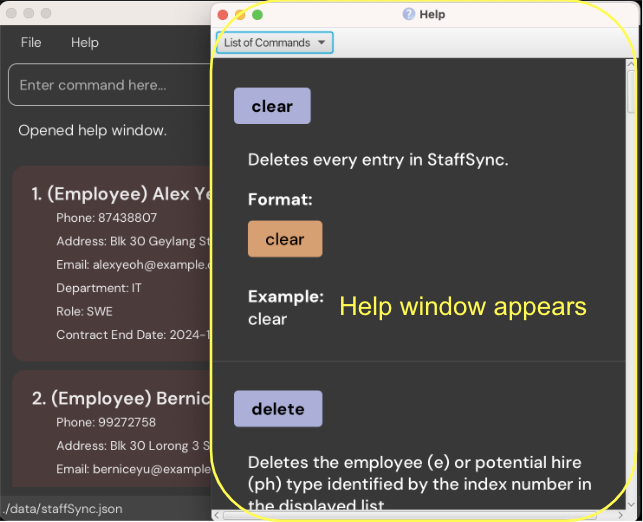 File Help
Enter command here...
Opened help window.
1. (Employee) Alex Ye
Phone: 87438807
Address: Blk 30 Geylang St
Email: alexyeoh@example.
Department: IT
Role: SWE
Contract End Date: 2024-1
2. (Employee) Bernic
Phone: 99272758
Address: Blk 30 Lorong 3 S
Email: berniceyu@example
./data/staffSync.json
Help
List of Commands
clear
Deletes every entry in StaffSync.
Format:
clear
Example:
clear
Help window appears
delete
Deletes the employee (e) or potential hire
(ph) type identified by the index number in
the displayed list